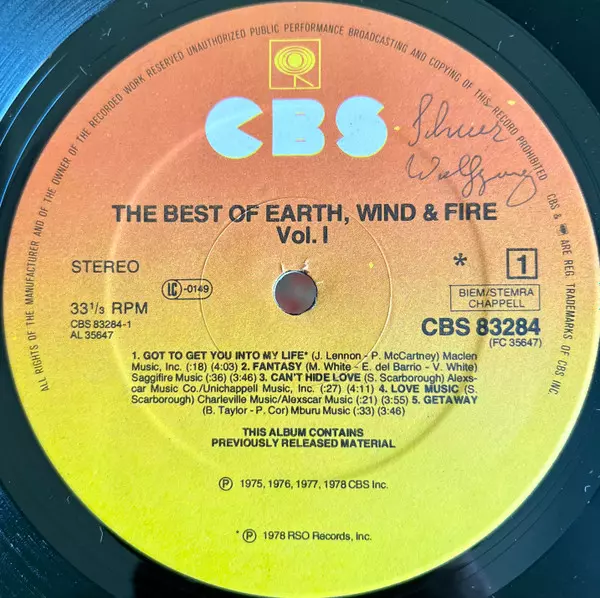 ALL RIGHTS OF THE MANUFACTURER AND OF THE OWNER OF THE RECORDED WORK RESERVED UNAUTHORIZED PUBLIC PERFORMANCE BROADCASTING AND COPYING OF THIS RECORD PROHIBITED
CBS & ARE REG. TRADEMARKS OF CBS INC.
CBS
Wolfgang
THE BEST OF EARTH, WIND & FIRE
Vol. I
STEREO
LC-0149
* 1
33 1/3 RPM
BIEM/STEMRA
CHAPPELL
CBS 83284-1
AL 35647
CBS 83284
(FC 35647)
1. GOT TO GET YOU INTO MY LIFE* (J. Lennon - P. McCartney) Maclen
Music, Inc. (:18) (4:03) 2. FANTASY (M. White - E. del Barrio - V. White)
Saggifire Music (:36) (3:46) 3. CAN'T HIDE LOVE (S. Scarborough) Alexs-
car Music Co./Unichappell Music, Inc. (:27) (4:11) 4. LOVE MUSIC (S.
Scarborough) Charleville Music/Alexscar Music (:21) (3:55) 5. GETAWAY
(B. Taylor - P. Cor) Mburu Music (:33) (3:46)
THIS ALBUM CONTAINS
PREVIOUSLY RELEASED MATERIAL
℗ 1975, 1976, 1977, 1978 CBS Inc.
* ℗ 1978 RSO Records, Inc.